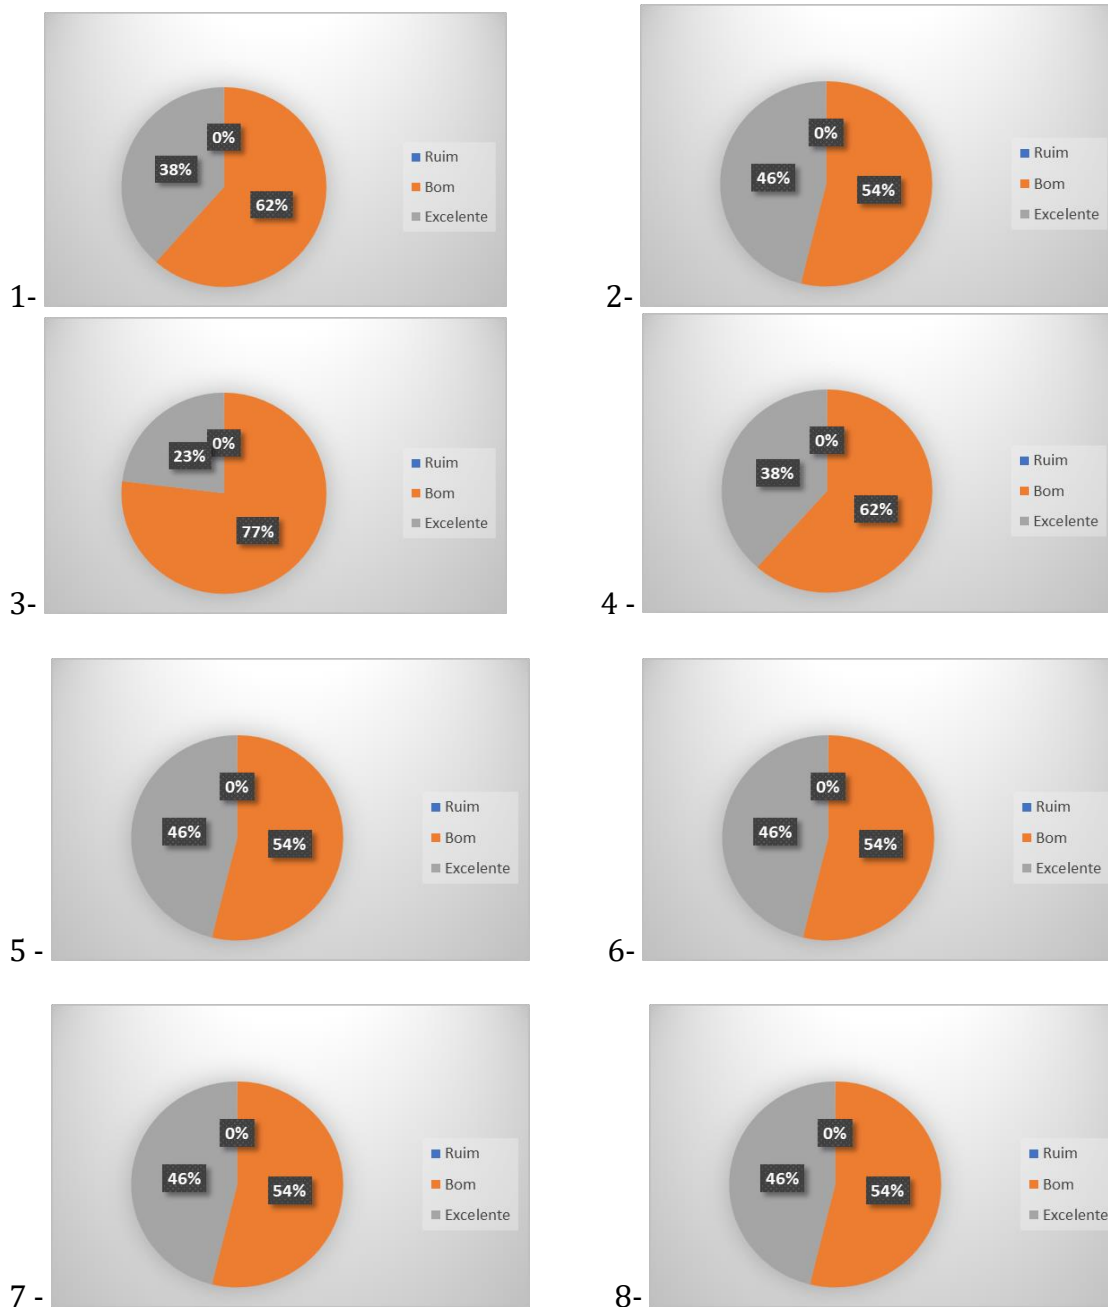 0%
38%
62%
Ruim
Bom
Excelente
1-
0%
46%
54%
Ruim
Bom
Excelente
2-
0%
23%
77%
Ruim
Bom
Excelente
3-
0%
38%
62%
Ruim
Bom
Excelente
4 -
0%
46%
54%
Ruim
Bom
Excelente
5 -
0%
46%
54%
Ruim
Bom
Excelente
6-
0%
46%
54%
Ruim
Bom
Excelente
7 -
0%
46%
54%
Ruim
Bom
Excelente
8-